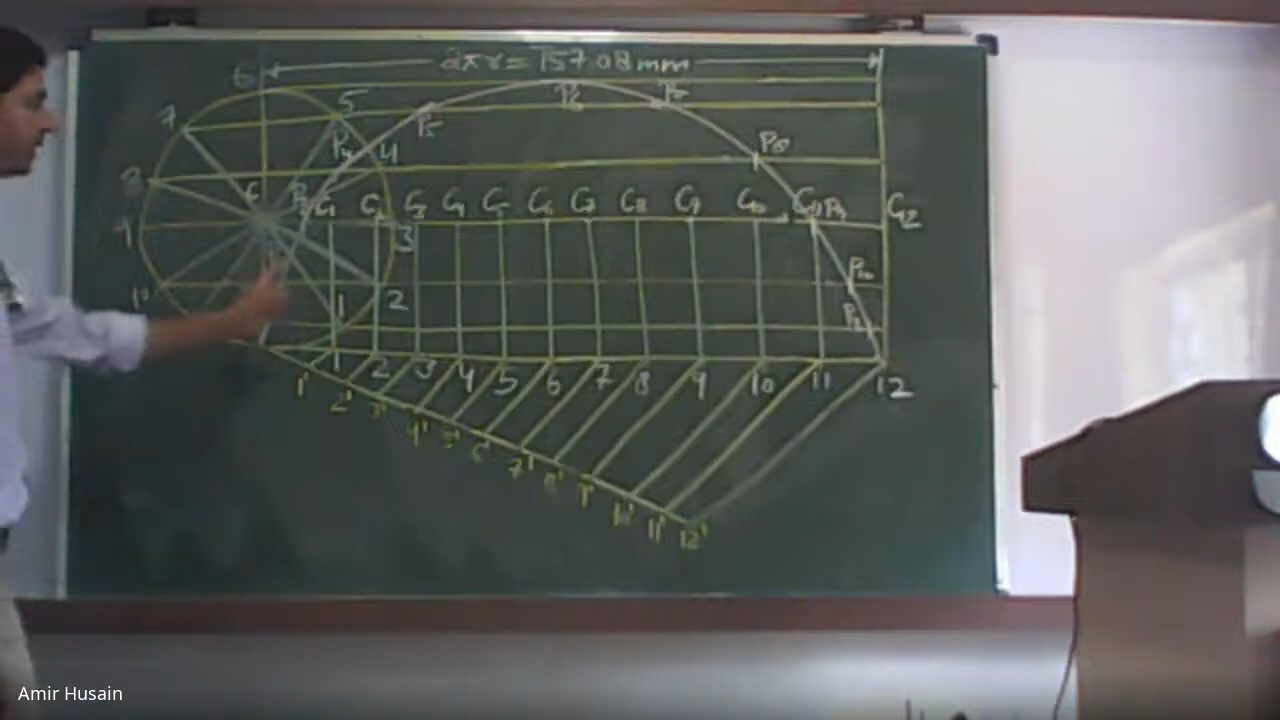 2πr = 157.08mm
6
7 5 P5 P6 P7
8 P4 4 P8
C P3 C1 C2 C3 C4 C5 C6 C7 C8 C9 C10 C11 P9 C12
9 3
10 1 2 P10
P11
1 2 3 4 5 6 7 8 9 10 11 12
1' 2' 3' 4' 5' 6' 7' 8' 9' 10' 11' 12'
Amir Husain